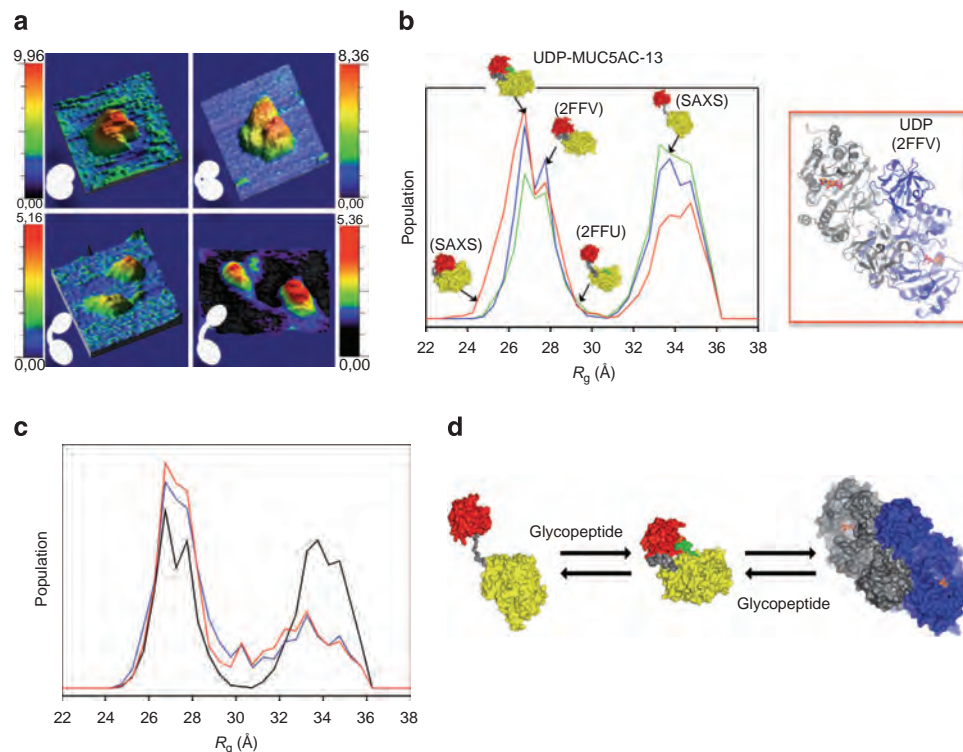 a
9,96
8,36
0,00
0,00
5,16
5,36
0,00
0,00
b
UDP-MUC5AC-13
(2FFV)
(SAXS)
(SAXS)
(2FFU)
Population
22 24 26 28 30 32 34 36 38
Rg (Å)
UDP
(2FFV)
c
Population
22 24 26 28 30 32 34 36 38
Rg (Å)
d
Glycopeptide
Glycopeptide